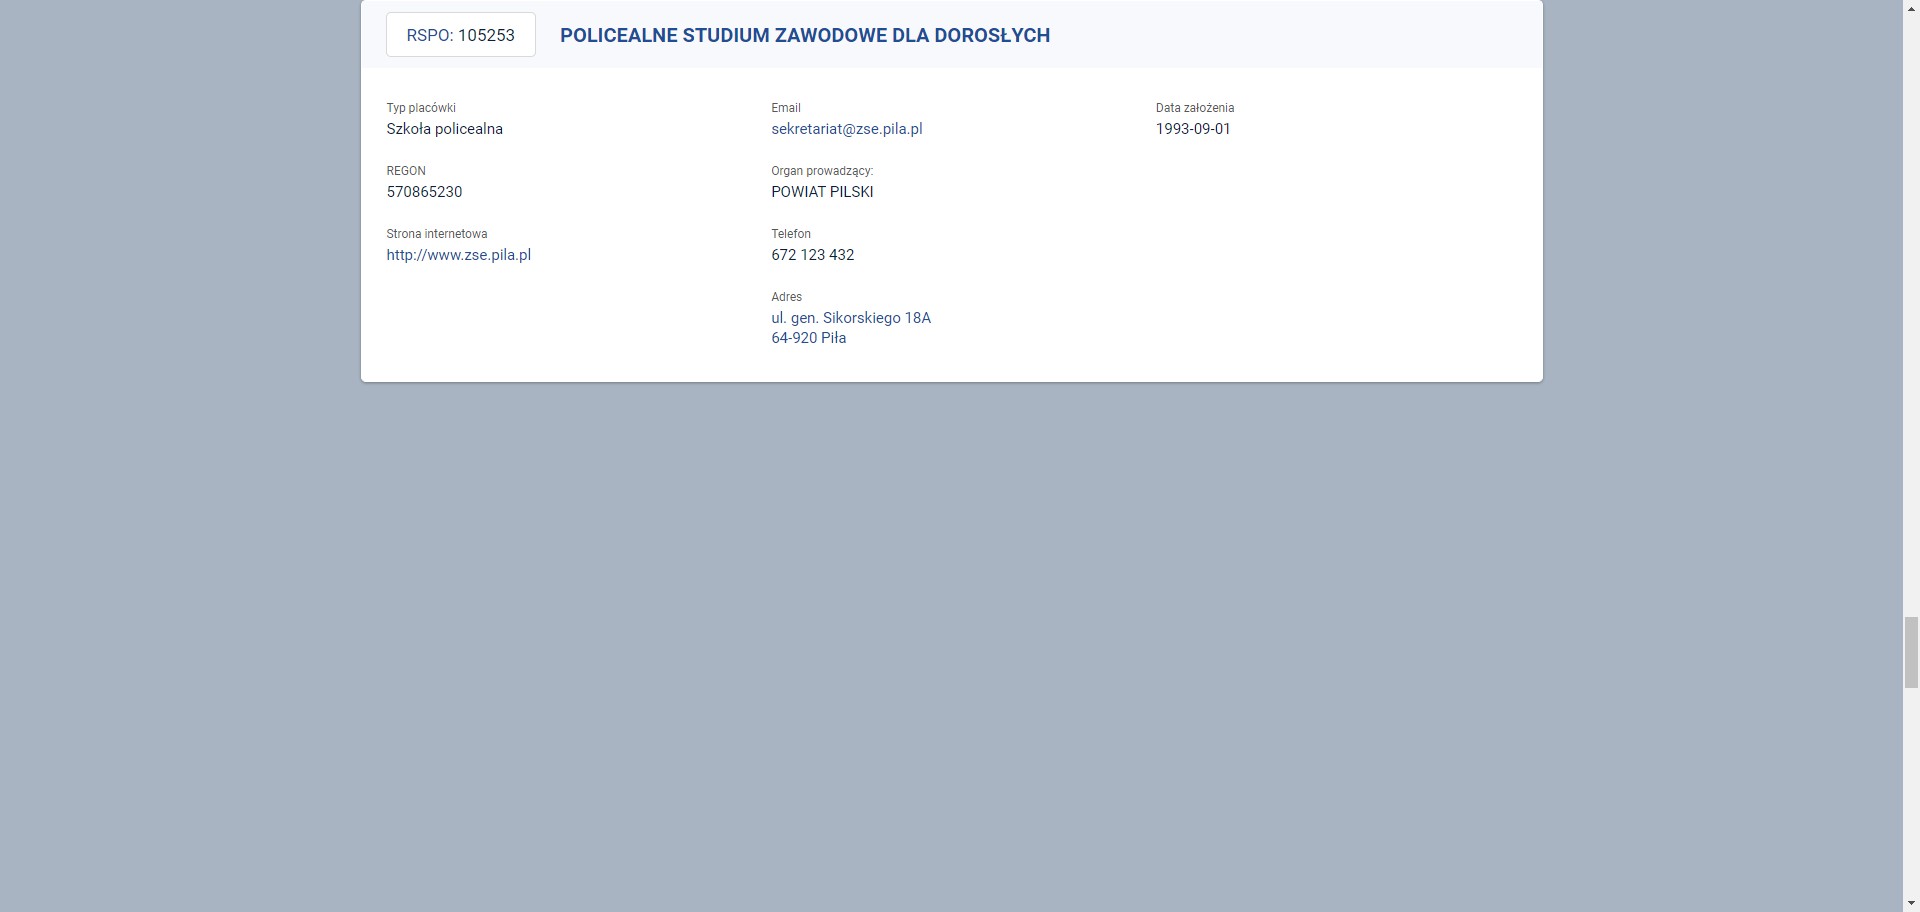 RSPO: 105253
POLICEALNE STUDIUM ZAWODOWE DLA DOROSŁYCH
Typ placówki
Szkoła policealna
REGON
570865230
Strona internetowa
http://www.zse.pila.pl
Email
sekretariat@zse.pila.pl
Organ prowadzący:
POWIAT PILSKI
Telefon
672 123 432
Adres
ul. gen. Sikorskiego 18A
64-920 Piła
Data założenia
1993-09-01